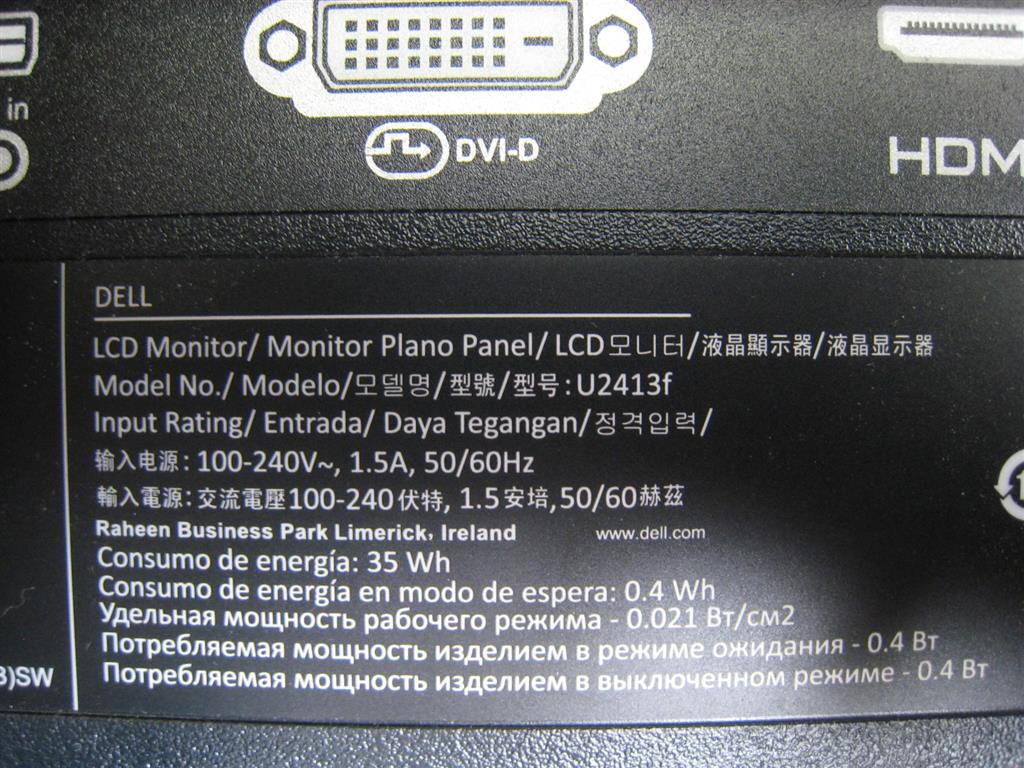 in
DVI-D
HDM
DELL
LCD Monitor/ Monitor Plano Panel/ LCD모니터/液晶顯示器/液晶显示器
Model No./ Modelo/모델명/型號/型号: U2413f
Input Rating/ Entrada/ Daya Tegangan/정격입력/
输入电源: 100-240V~, 1.5A, 50/60Hz
輸入電源: 交流電壓100-240伏特, 1.5安培,50/60赫茲
Raheen Business Park Limerick, Ireland www.dell.com
Consumo de energía: 35 Wh
Consumo de energía en modo de espera: 0.4 Wh
Удельная мощность рабочего режима - 0.021 Вт/см2
Потребляемая мощность изделием в режиме ожидания - 0.4 Вт
Потребляемая мощность изделием в выключенном режиме - 0.4 Вт
)SW